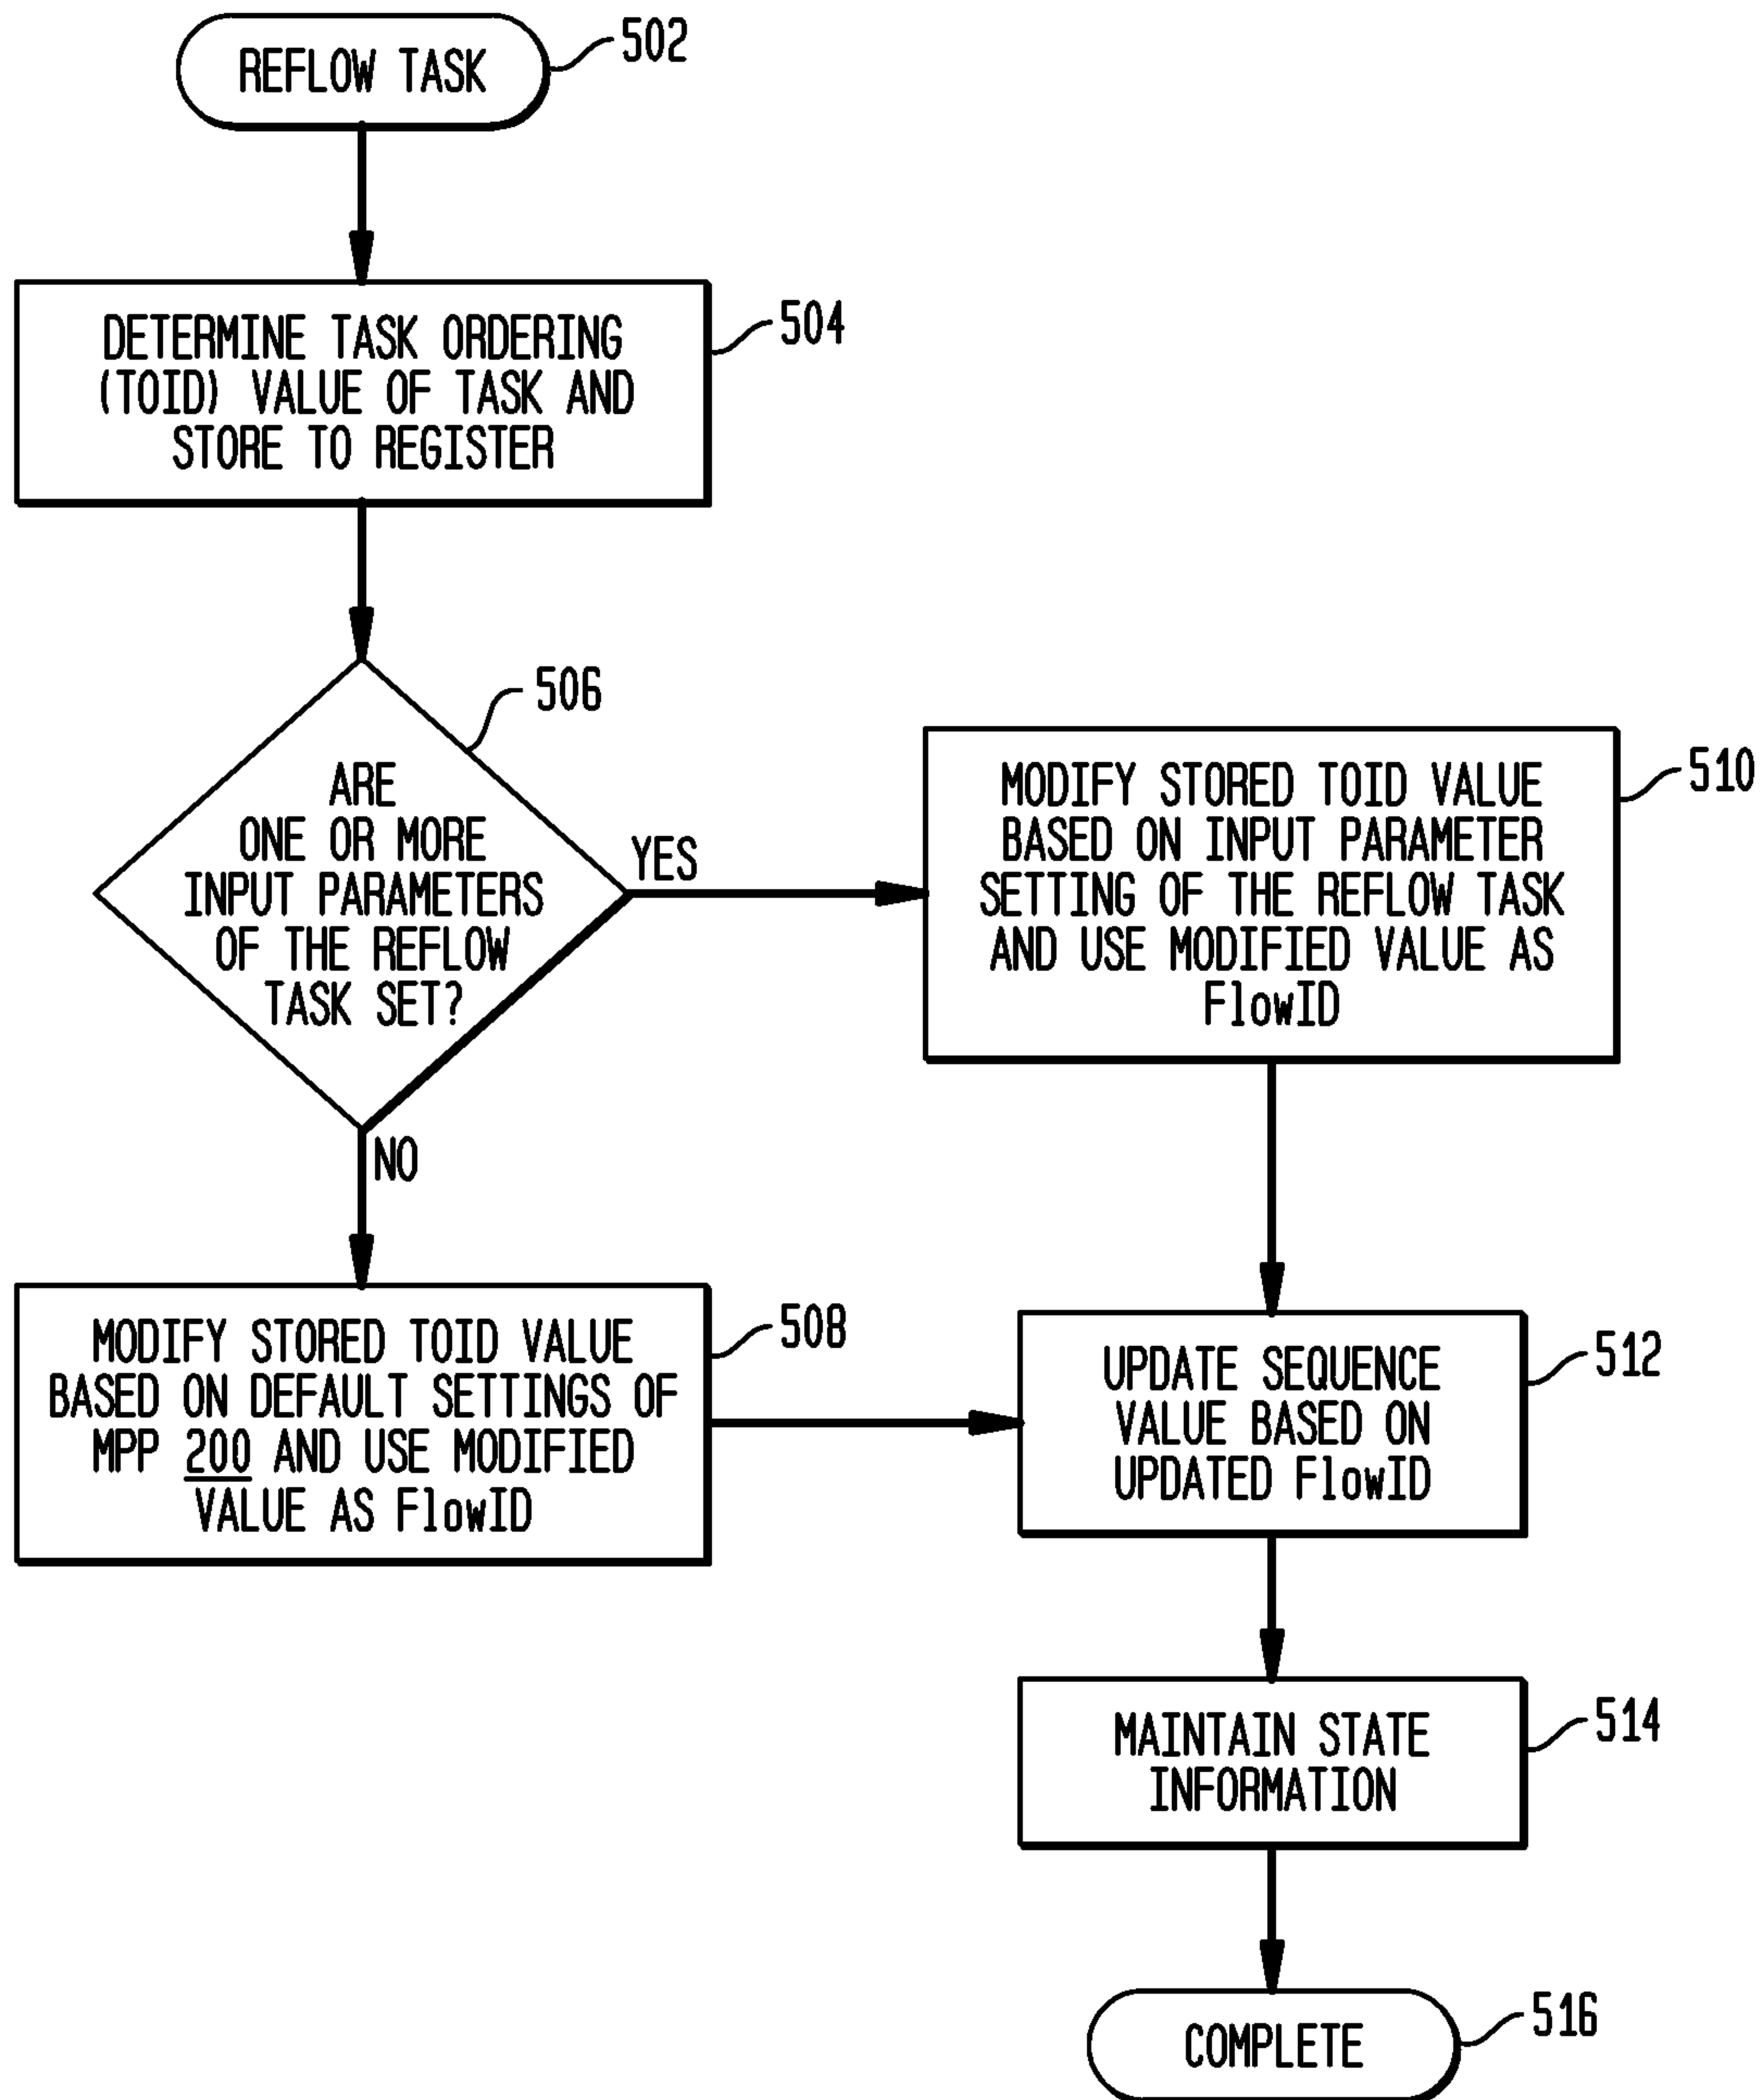 REFLOW TASK
502
DETERMINE TASK ORDERING
(TOID) VALUE OF TASK AND
STORE TO REGISTER
504
506
ARE
ONE OR MORE
INPUT PARAMETERS
OF THE REFLOW
TASK SET?
YES
NO
MODIFY STORED TOID VALUE
BASED ON INPUT PARAMETER
SETTING OF THE REFLOW TASK
AND USE MODIFIED VALUE AS
FlowID
510
MODIFY STORED TOID VALUE
BASED ON DEFAULT SETTINGS OF
MPP 200 AND USE MODIFIED
VALUE AS FlowID
508
UPDATE SEQUENCE
VALUE BASED ON
UPDATED FlowID
512
MAINTAIN STATE
INFORMATION
514
COMPLETE
516